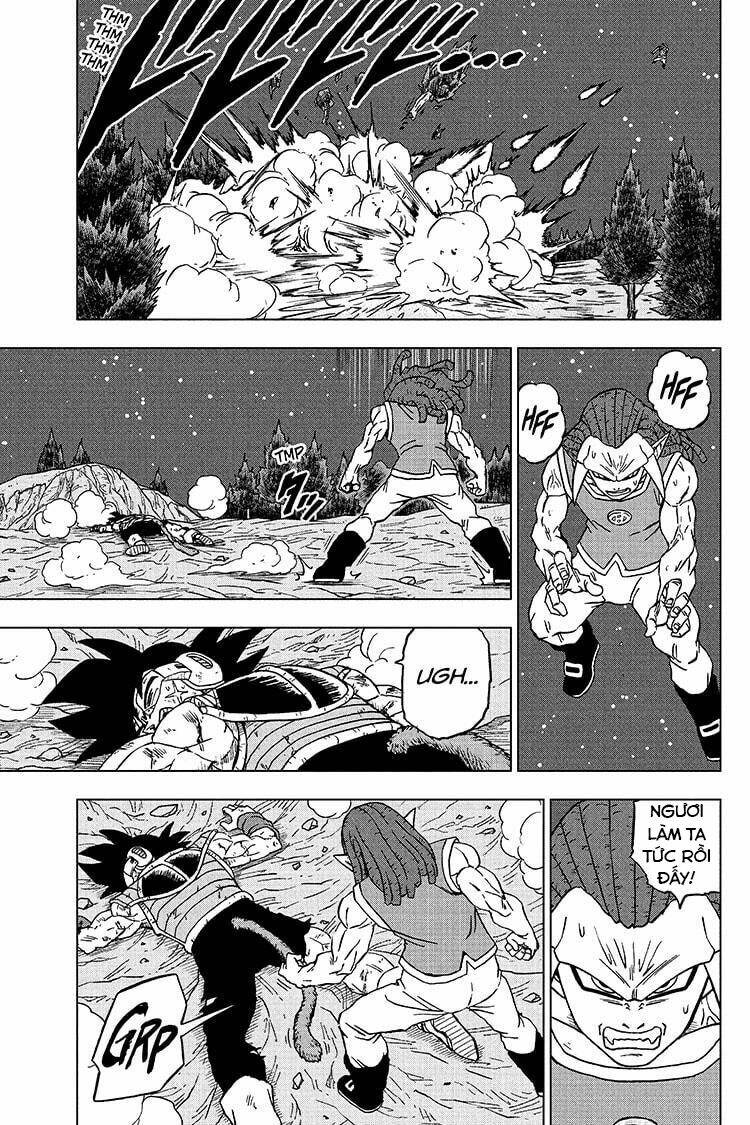 THM
THM
THM
THM
HFF
HFF
TMP
UGH...
NGƯƠI
LÀM TA
TỨC RỒI
ĐẤY!
GRP